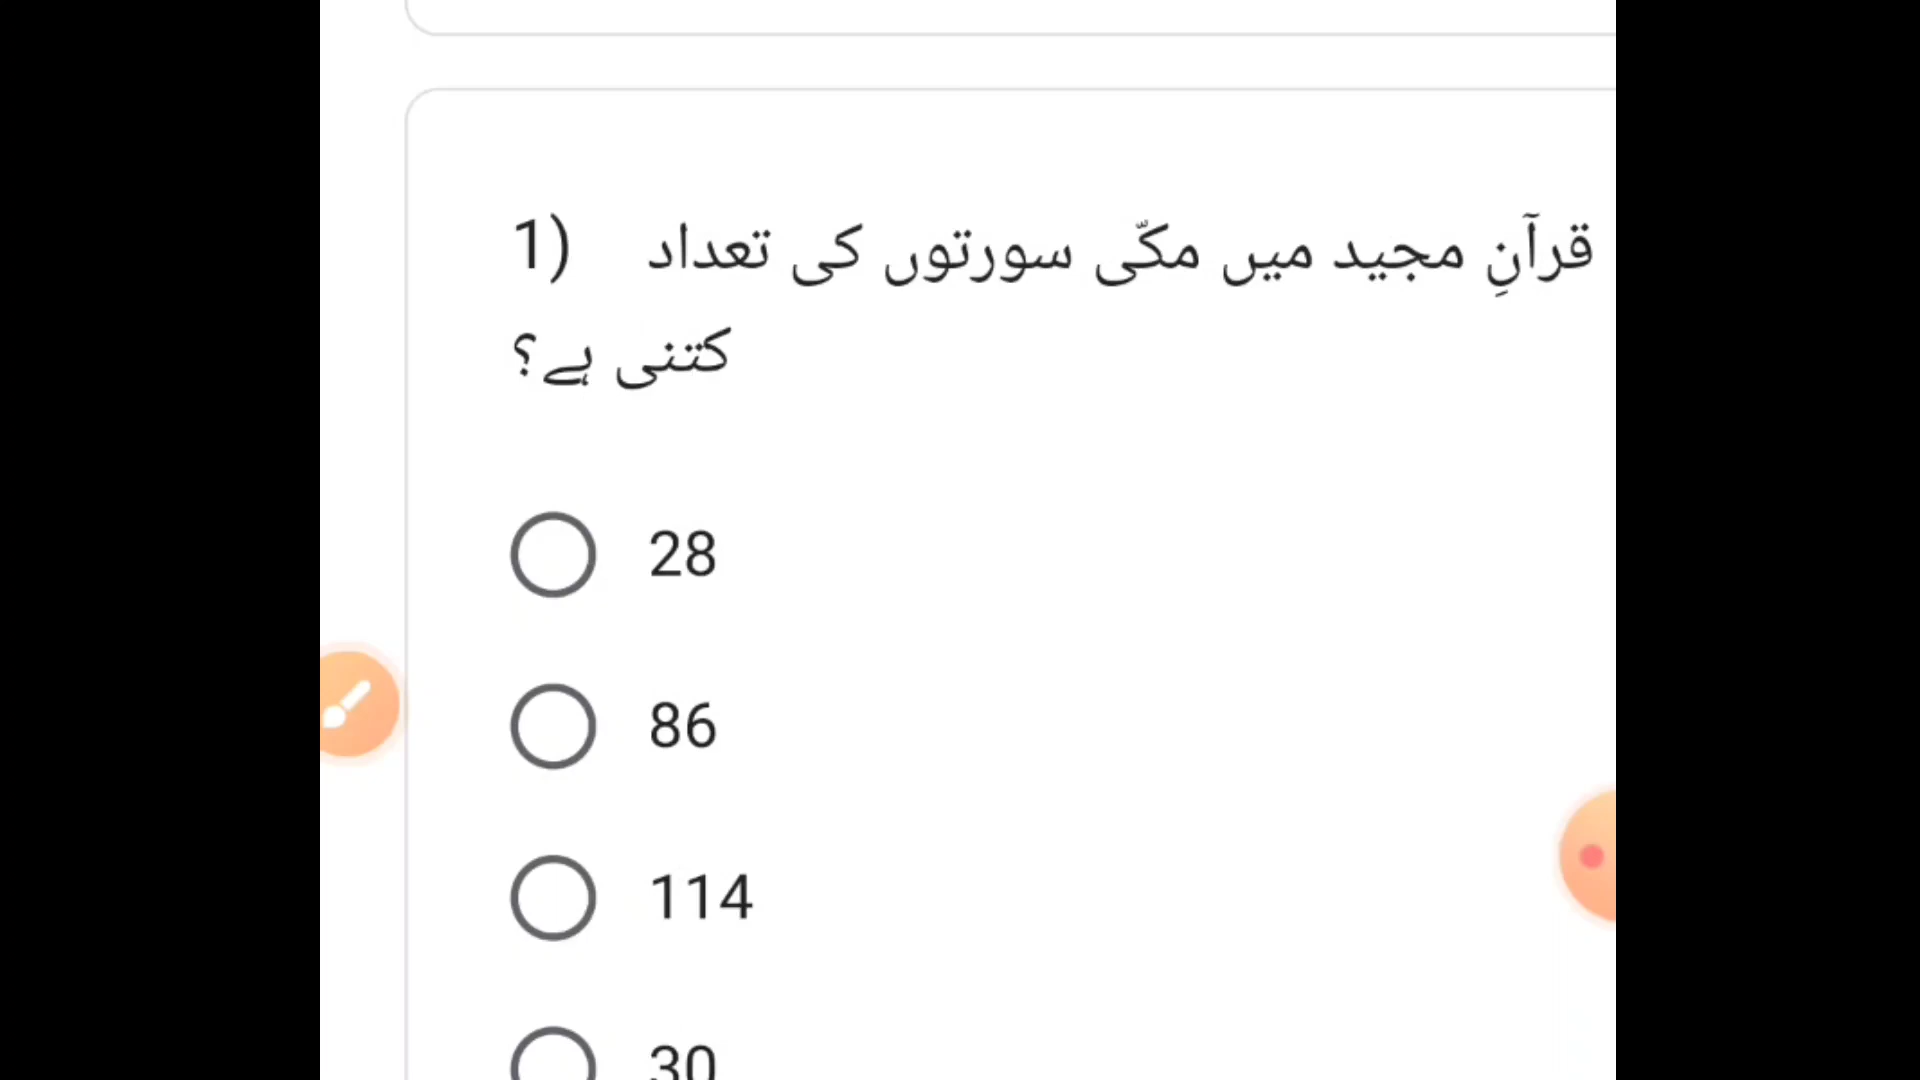 1) قرآنِ مجید میں مکّی سورتوں کی تعداد
کتنی ہے؟
28
86
114
30